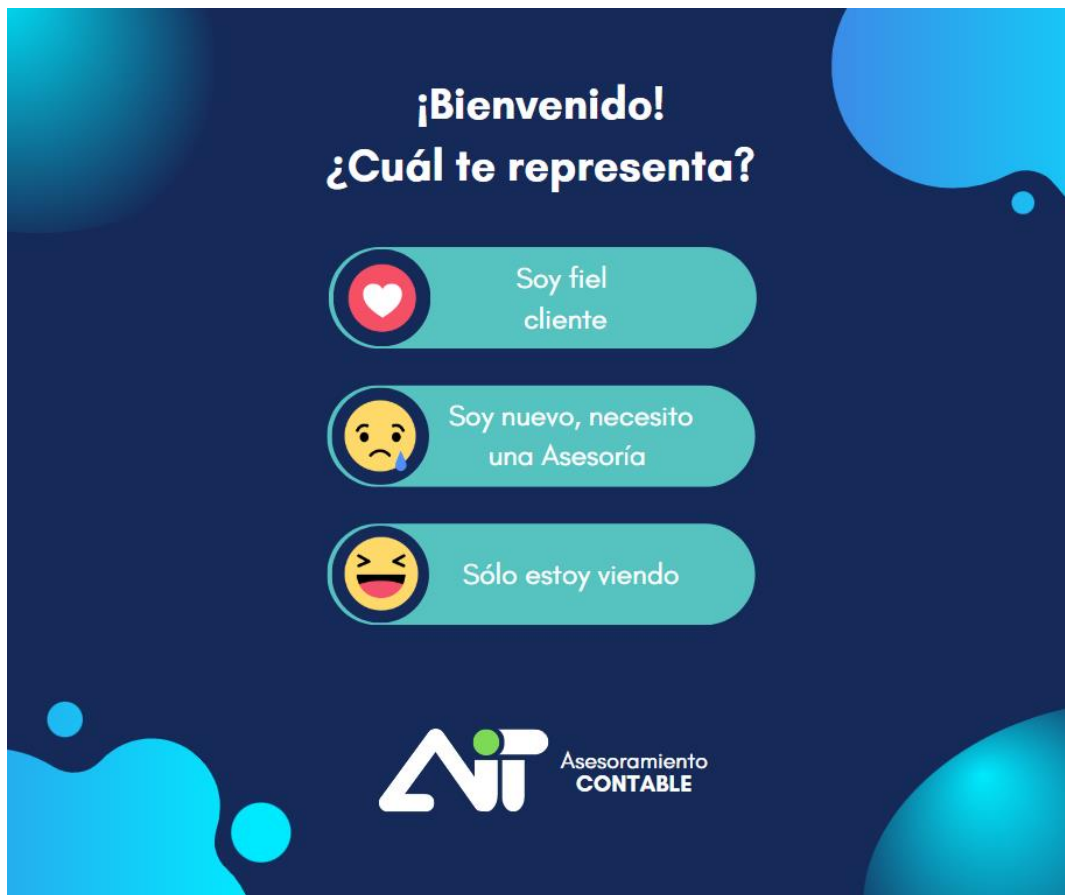 ¡Bienvenido!
¿Cuál te representa?
Soy fiel
cliente
Soy nuevo, necesito
una Asesoría
Sólo estoy viendo
AiT
Asesoramiento
CONTABLE